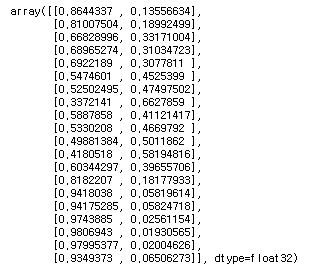 array([[0.8644337 , 0.13556634],
       [0.81007504, 0.18992499],
       [0.66828996, 0.33171004],
       [0.68965274, 0.31034723],
       [0.6922189 , 0.3077811 ],
       [0.5474601 , 0.4525399 ],
       [0.52502495, 0.47497502],
       [0.3372141 , 0.6627859 ],
       [0.5887858 , 0.41121417],
       [0.5330208 , 0.4669792 ],
       [0.49881384, 0.5011862 ],
       [0.4180518 , 0.58194816],
       [0.60344297, 0.39655706],
       [0.8182207 , 0.18177933],
       [0.9418038 , 0.05819614],
       [0.94175285, 0.05824718],
       [0.9743885 , 0.02561154],
       [0.9806943 , 0.01930565],
       [0.97995377, 0.02004626],
       [0.9349373 , 0.06506273]], dtype=float32)